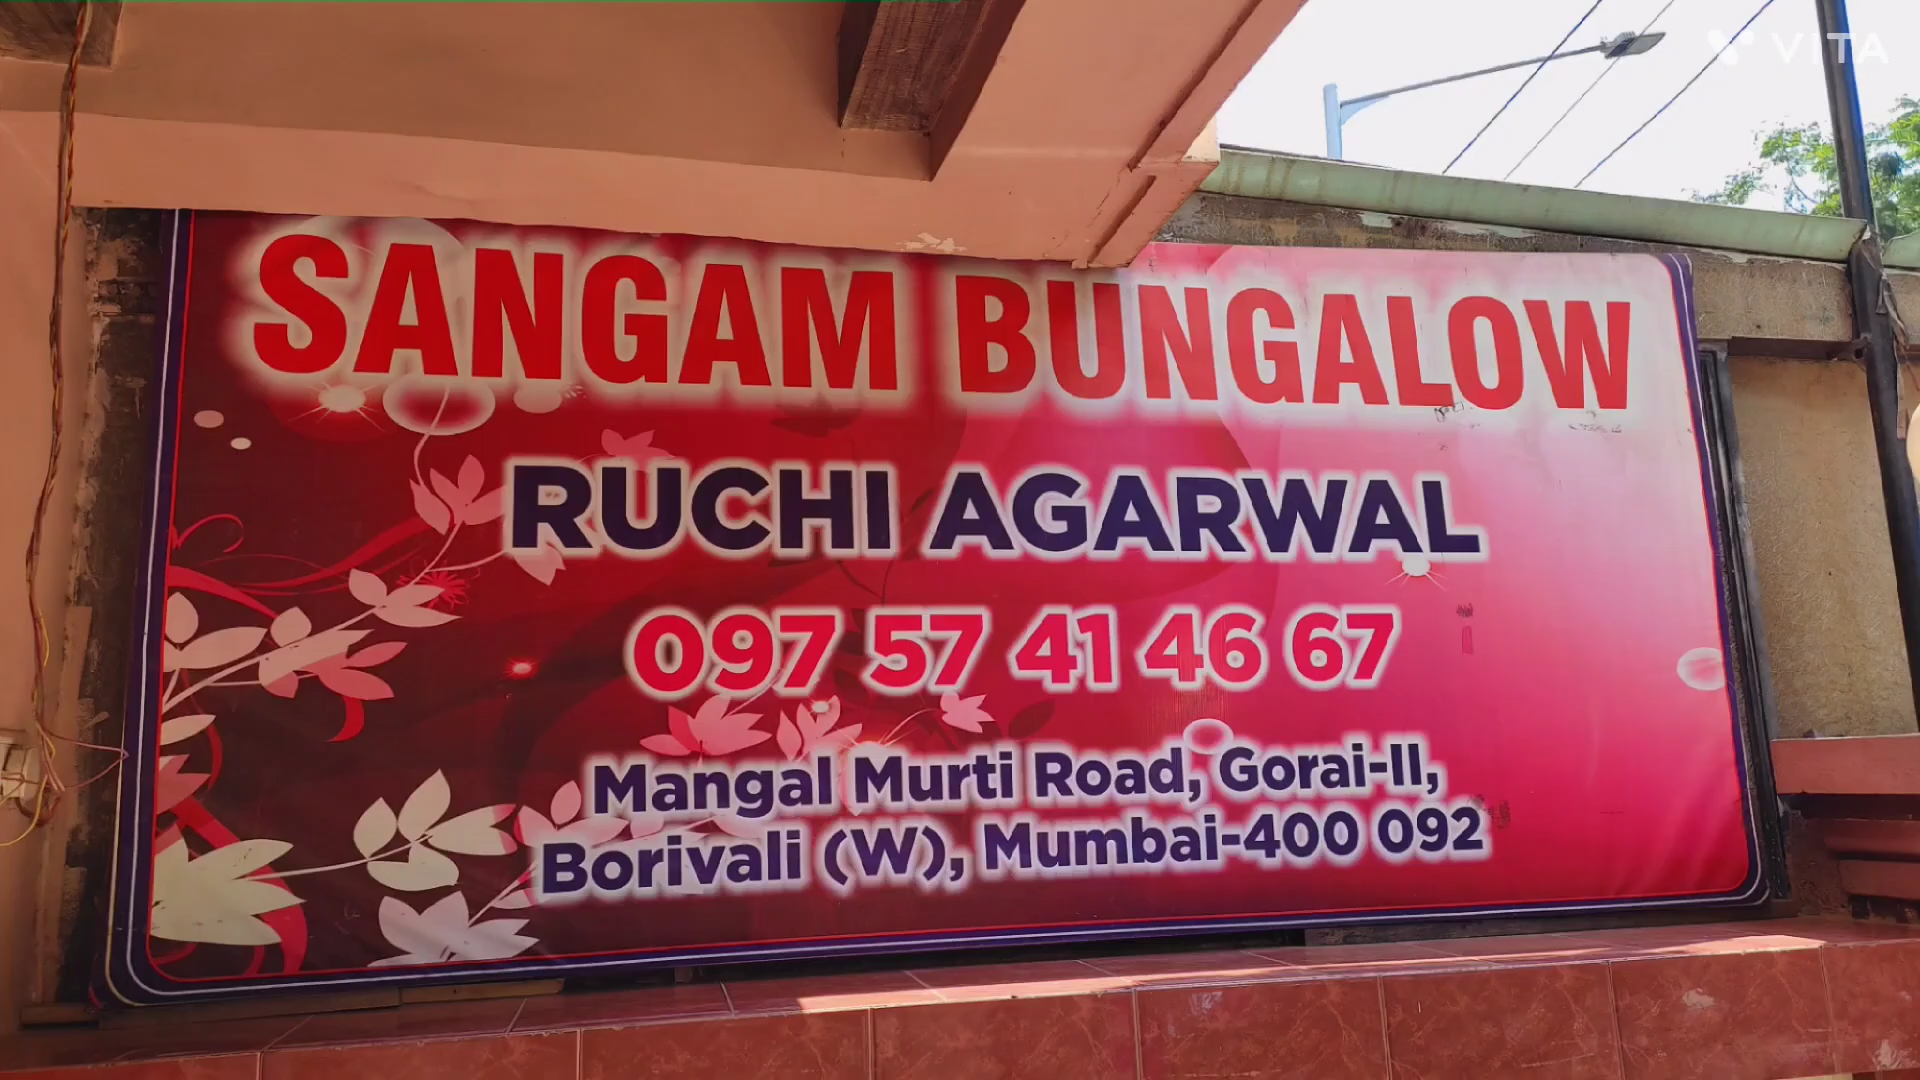 VITA
SANGAM BUNGALOW
RUCHI AGARWAL
097 57 41 46 67
Mangal Murti Road, Gorai-II,
Borivali (W), Mumbai-400 092